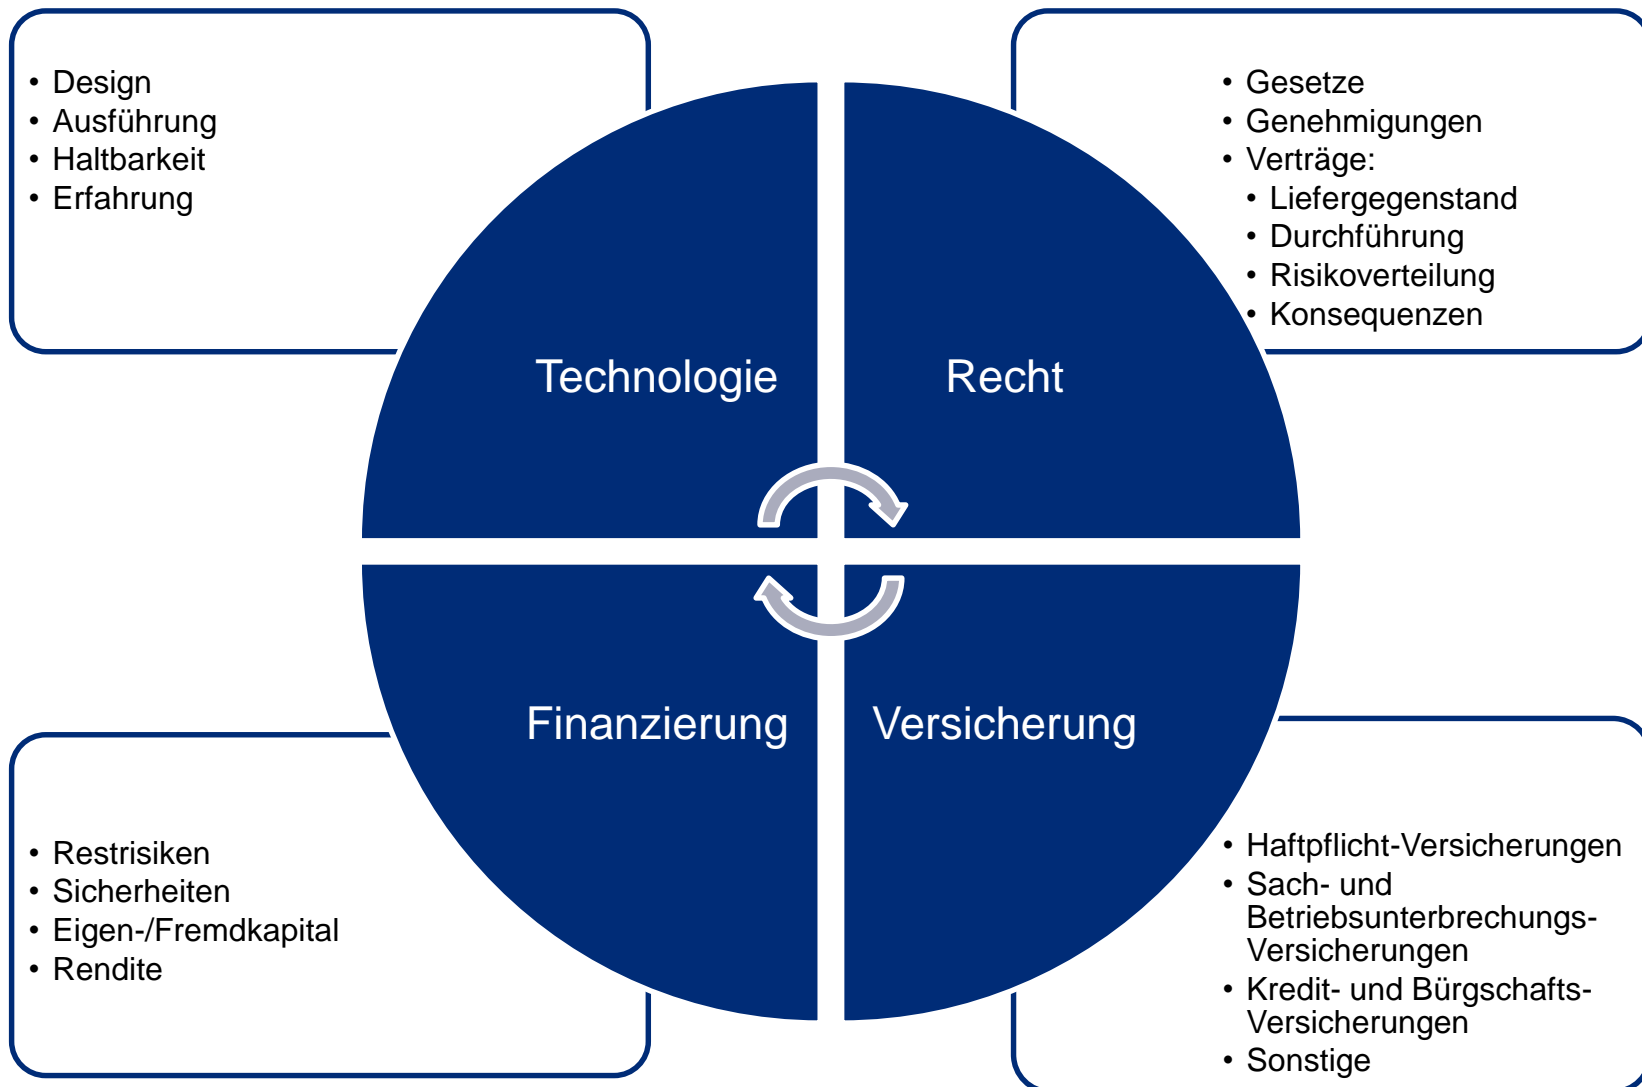 • Design
• Ausführung
• Haltbarkeit
• Erfahrung
• Gesetze
• Genehmigungen
• Verträge:
• Liefergegenstand
• Durchführung
• Risikoverteilung
• Konsequenzen
Technologie
Recht
Finanzierung
Versicherung
• Restrisiken
• Sicherheiten
• Eigen-/Fremdkapital
• Rendite
• Haftpflicht-Versicherungen
• Sach- und
Betriebsunterbrechungs-
Versicherungen
• Kredit- und Bürgschafts-
Versicherungen
• Sonstige